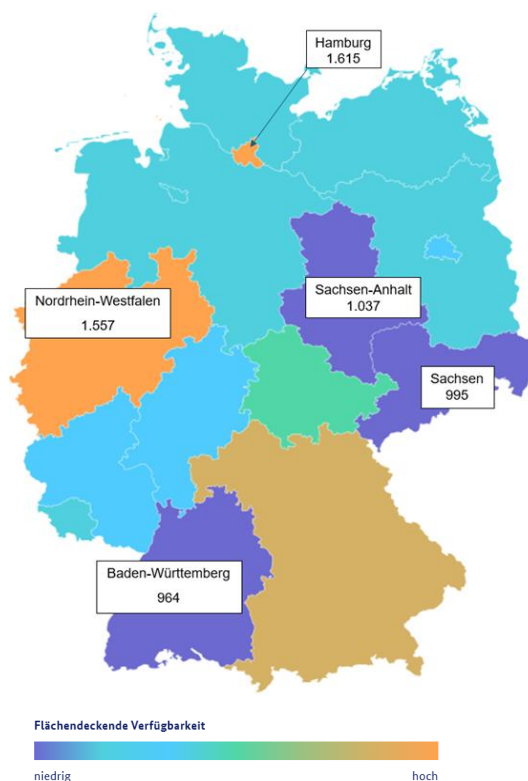 Hamburg
1.615
Nordrhein-Westfalen
1.557
Sachsen-Anhalt
1.037
Sachsen
995
Baden-Württemberg
964
Flächendeckende Verfügbarkeit
niedrig
hoch